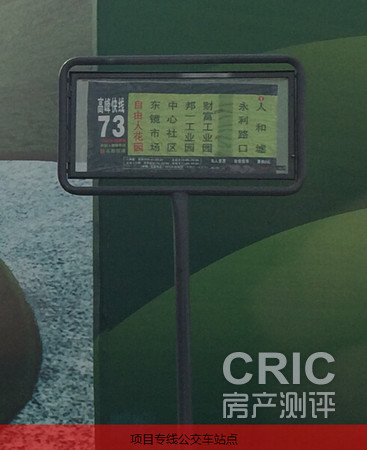 高峰快线
73
自由人花园
东镜市场
中心社区
邦一工业园
财富工业园
永利路口
人和墟
CRIC
房产测评
项目专线公交车站点